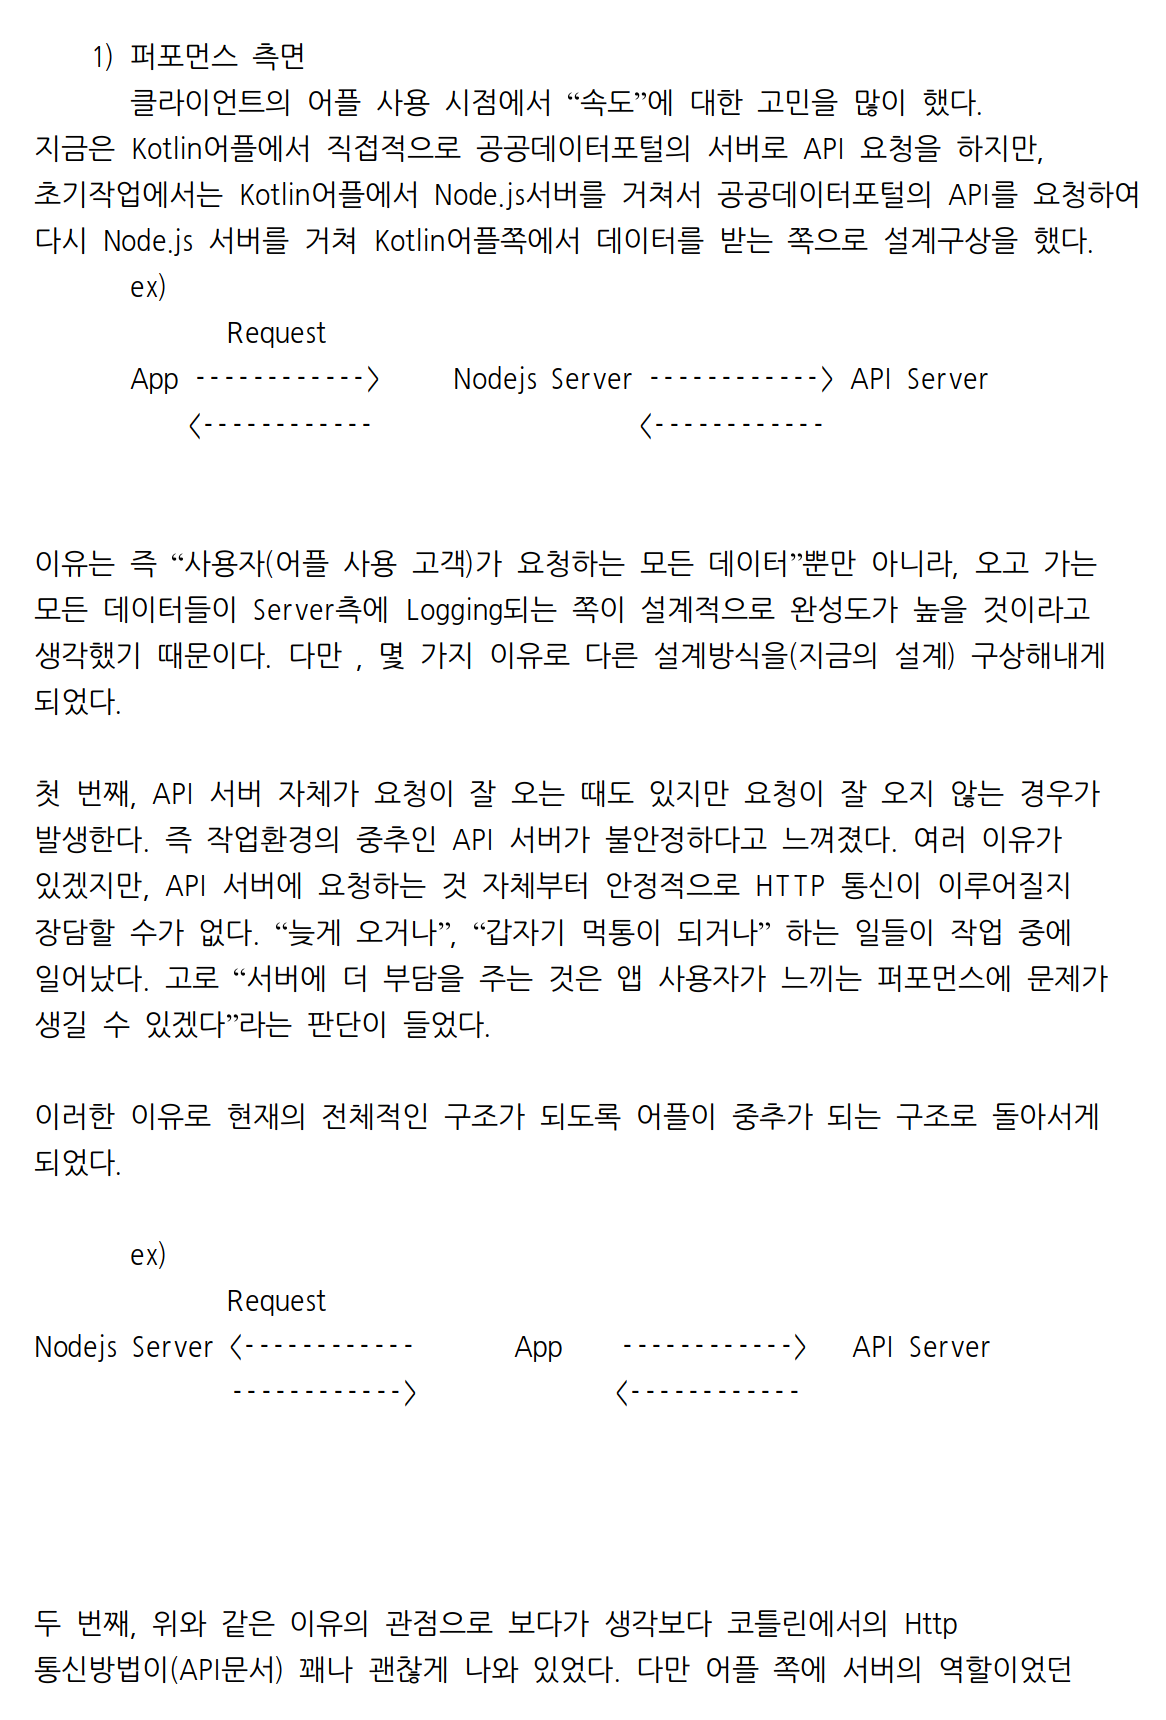 1) 퍼포먼스 측면
클라이언트의 어플 사용 시점에서 “속도”에 대한 고민을 많이 했다.
지금은 Kotlin어플에서 직접적으로 공공데이터포털의 서버로 API 요청을 하지만,
초기작업에서는 Kotlin어플에서 Node.js서버를 거쳐서 공공데이터포털의 API를 요청하여
다시 Node.js 서버를 거쳐 Kotlin어플쪽에서 데이터를 받는 쪽으로 설계구상을 했다.
ex)
Request
App ------------> Nodejs Server ------------> API Server
<------------ <------------
이유는 즉 “사용자(어플 사용 고객)가 요청하는 모든 데이터”뿐만 아니라, 오고 가는
모든 데이터들이 Server측에 Logging되는 쪽이 설계적으로 완성도가 높을 것이라고
생각했기 때문이다. 다만 , 몇 가지 이유로 다른 설계방식을(지금의 설계) 구상해내게
되었다.
첫 번째, API 서버 자체가 요청이 잘 오는 때도 있지만 요청이 잘 오지 않는 경우가
발생한다. 즉 작업환경의 중추인 API 서버가 불안정하다고 느껴졌다. 여러 이유가
있겠지만, API 서버에 요청하는 것 자체부터 안정적으로 HTTP 통신이 이루어질지
장담할 수가 없다. “늦게 오거나”, “갑자기 먹통이 되거나” 하는 일들이 작업 중에
일어났다. 고로 “서버에 더 부담을 주는 것은 앱 사용자가 느끼는 퍼포먼스에 문제가
생길 수 있겠다”라는 판단이 들었다.
이러한 이유로 현재의 전체적인 구조가 되도록 어플이 중추가 되는 구조로 돌아서게
되었다.
ex)
Request
Nodejs Server <------------ App ------------> API Server
------------> <------------
두 번째, 위와 같은 이유의 관점으로 보다가 생각보다 코틀린에서의 Http
통신방법이(API문서) 꽤나 괜찮게 나와 있었다. 다만 어플 쪽에 서버의 역할이었던